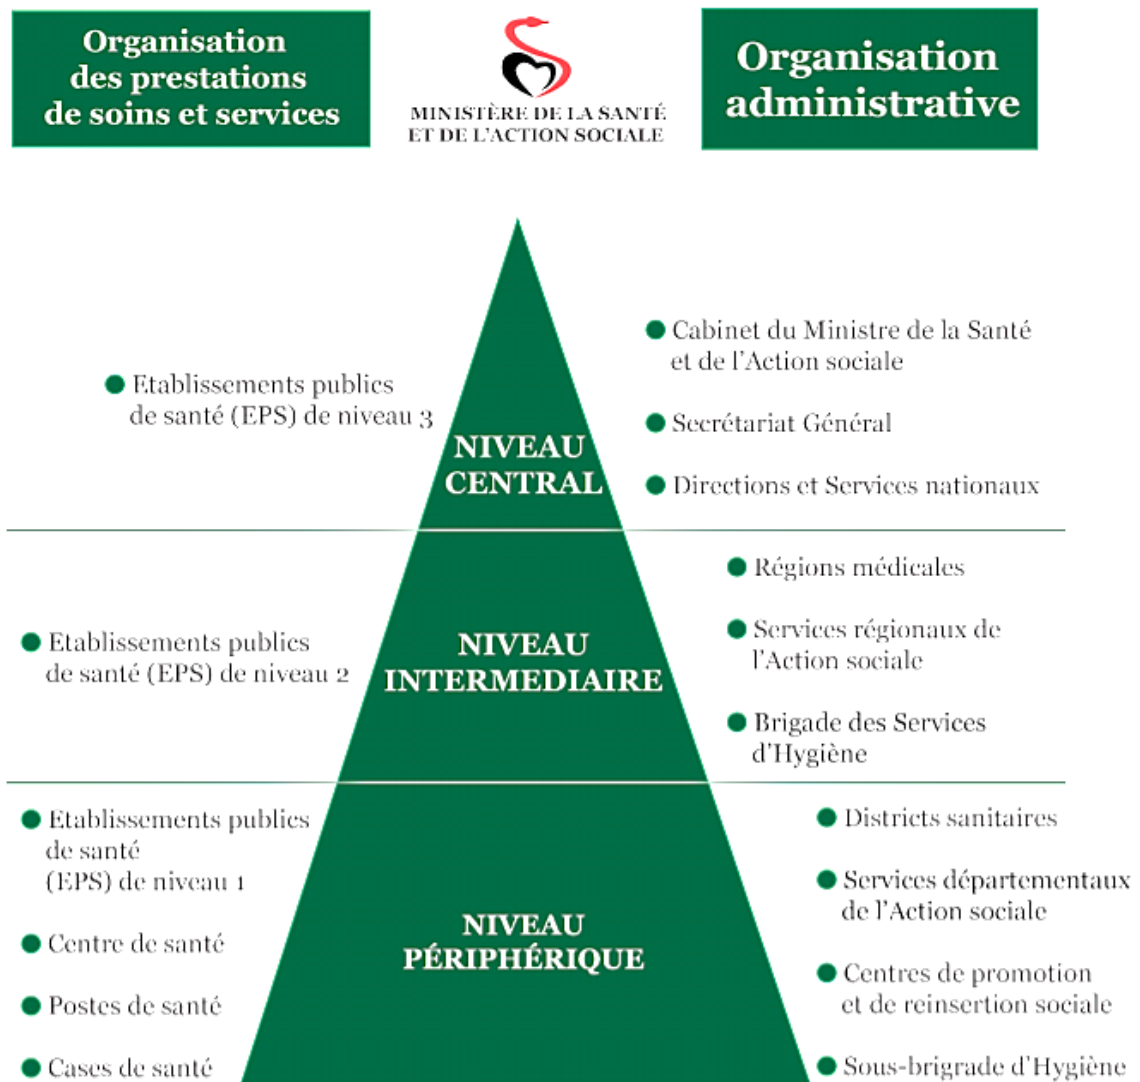 Organisation
des prestations
de soins et services
MINISTÈRE DE LA SANTÉ
ET DE L'ACTION SOCIALE
Organisation
administrative
Etablissements publics
de santé (EPS) de niveau 3
NIVEAU
CENTRAL
Cabinet du Ministre de la Santé
et de l'Action sociale
Secrétariat Général
Directions et Services nationaux
Etablissements publics
de santé (EPS) de niveau 2
NIVEAU
INTERMEDIAIRE
Régions médicales
Services régionaux de
l'Action sociale
Brigade des Services
d'Hygiène
Etablissements publics
de santé
(EPS) de niveau 1
Centre de santé
Postes de santé
Cases de santé
NIVEAU
PÉRIPHÉRIQUE
Districts sanitaires
Services départementaux
de l'Action sociale
Centres de promotion
et de reinsertion sociale
Sous-brigrade d'Hygiène